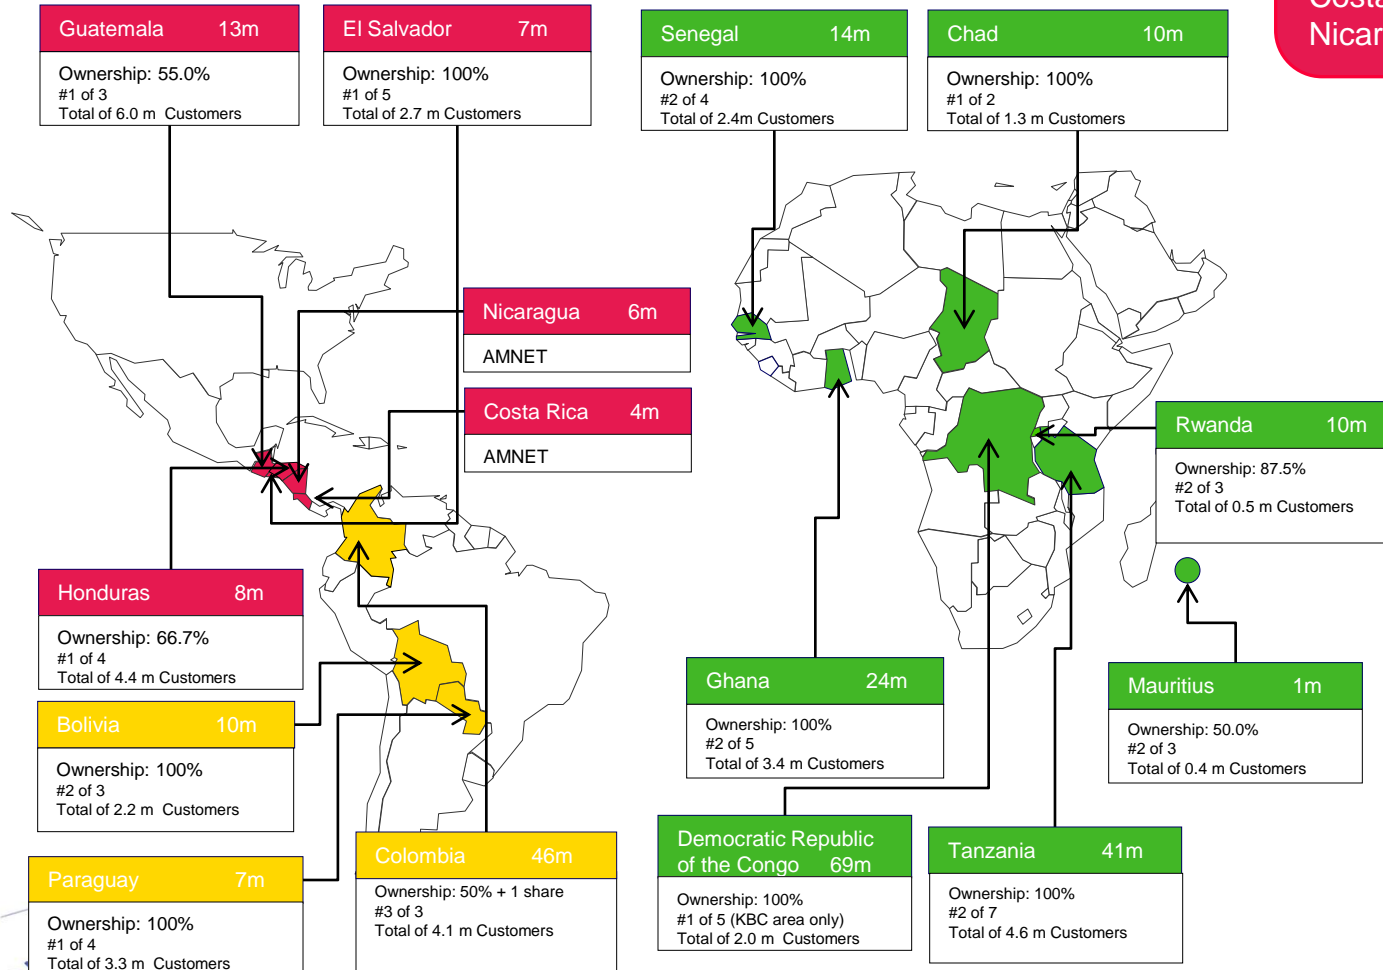 Guatemala 13m
Ownership: 55.0%
#1 of 3
Total of 6.0 m Customers
El Salvador 7m
Ownership: 100%
#1 of 5
Total of 2.7 m Customers
Senegal 14m
Ownership: 100%
#2 of 4
Total of 2.4m Customers
Chad 10m
Ownership: 100%
#1 of 2
Total of 1.3 m Customers
Nicaragua 6m
AMNET
Costa Rica 4m
AMNET
Rwanda 10m
Ownership: 87.5%
#2 of 3
Total of 0.5 m Customers
Honduras 8m
Ownership: 66.7%
#1 of 4
Total of 4.4 m Customers
Bolivia 10m
Ownership: 100%
#2 of 3
Total of 2.2 m Customers
Paraguay 7m
Ownership: 100%
#1 of 4
Total of 3.3 m Customers
Colombia 46m
Ownership: 50% + 1 share
#3 of 3
Total of 4.1 m Customers
Ghana 24m
Ownership: 100%
#2 of 5
Total of 3.4 m Customers
Mauritius 1m
Ownership: 50.0%
#2 of 3
Total of 0.4 m Customers
Democratic Republic
of the Congo 69m
Ownership: 100%
#1 of 5 (KBC area only)
Total of 2.0 m Customers
Tanzania 41m
Ownership: 100%
#2 of 7
Total of 4.6 m Customers